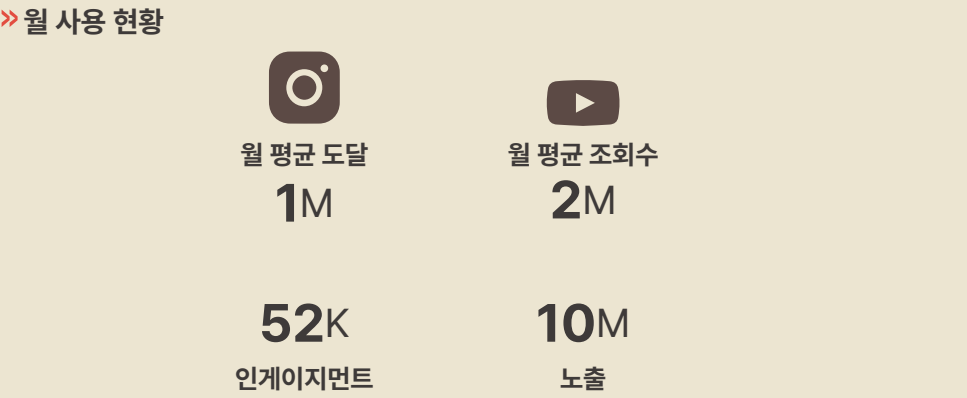 » 월 사용 현황
월 평균 도달
1M
월 평균 조회수
2M
52K
인게이지먼트
10M
노출